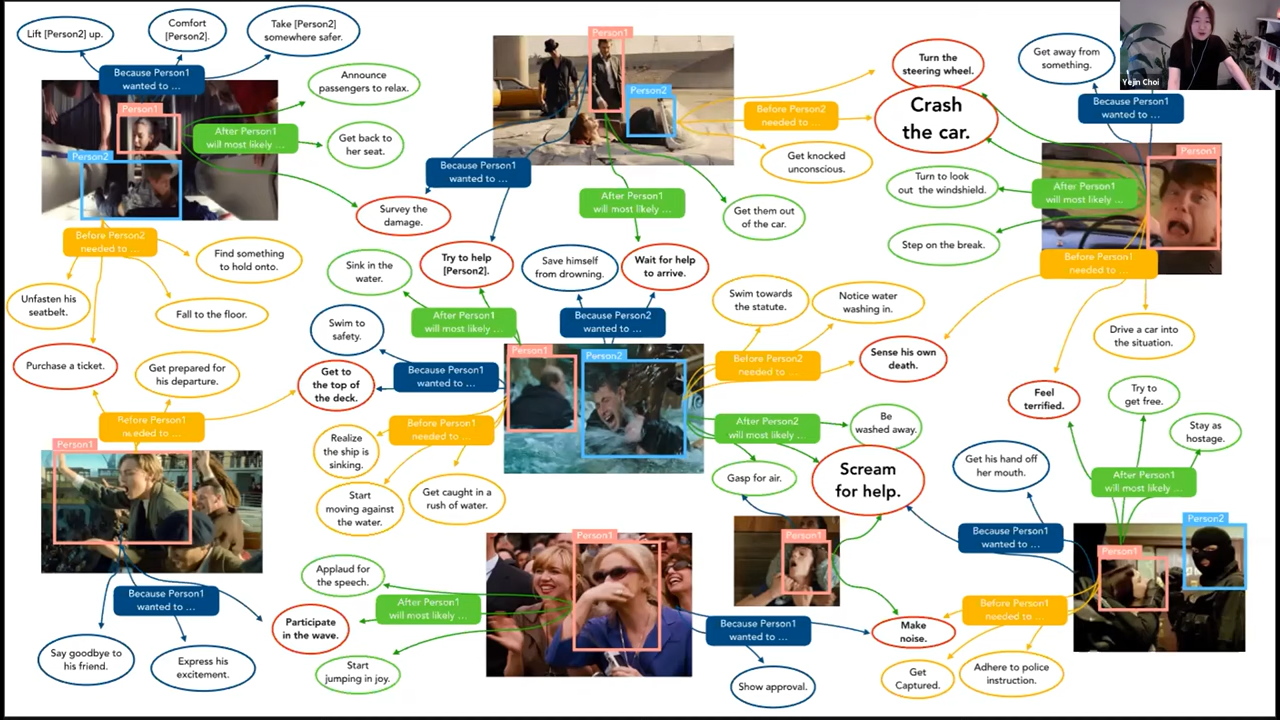 Lift [Person2] up.
Comfort
[Person2].
Take [Person2]
somewhere safer.
Because Person1
wanted to ...
Person1
Person2
Announce
passengers to relax.
After Person1
will most likely ...
Get back to
her seat.
Survey the
damage.
Before Person2
needed to ...
Find something
to hold onto.
Unfasten his
seatbelt.
Fall to the floor.
Purchase a ticket.
Get prepared for
his departure.
Before Person1
needed to ...
Person1
Because Person1
wanted to ...
Say goodbye to
his friend.
Express his
excitement.
Participate
in the wave.
Person1
Person2
Because Person1
wanted to ...
After Person1
will most likely ...
Before Person2
needed to ...
Turn the
steering wheel.
Crash
the car.
Get knocked
unconscious.
Get them out
of the car.
Try to help
[Person2].
Wait for help
to arrive.
Sink in the
water.
Save himself
from drowning.
After Person1
will most likely ...
Because Person2
wanted to ...
Swim to
safety.
Get to
the top of
the deck.
Because Person1
wanted to ...
Person1
Person2
Before Person1
needed to ...
Realize
the ship is
sinking.
Start
moving against
the water.
Get caught in a
rush of water.
Swim towards
the statute.
Notice water
washing in.
Before Person2
needed to ...
Sense his own
death.
After Person2
will most likely ...
Be
washed away.
Gasp for air.
Scream
for help.
Person1
Applaud for
the speech.
After Person1
will most likely ...
Start
jumping in joy.
Person1
Because Person1
wanted to ...
Show approval.
Make
noise.
Get away from
something.
Because Person1
wanted to ...
Yejin Choi
Person1
After Person1
will most likely ...
Turn to look
out the windshield.
Step on the break.
Before Person1
needed to ...
Drive a car into
the situation.
Feel
terrified.
Try to
get free.
Stay as
hostage.
After Person1
will most likely ...
Get his hand off
her mouth.
Because Person1
wanted to ...
Person1
Person2
Before Person1
needed to ...
Get
Captured.
Adhere to police
instruction.